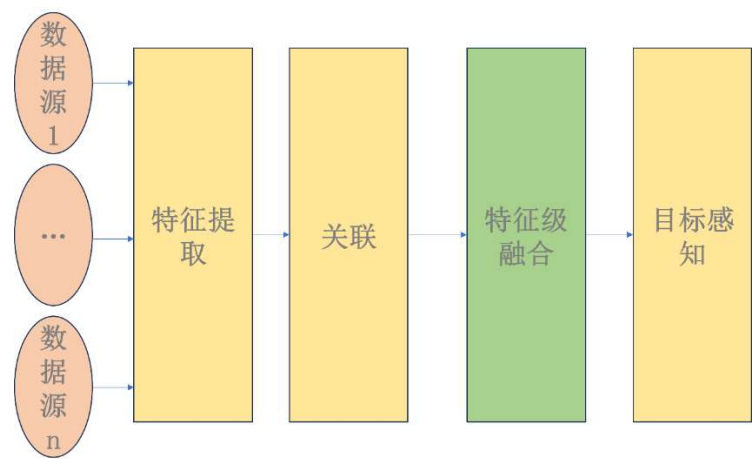 数
据
源
1
…
数
据
源
n
特征提
取
关联
特征级
融合
目标感
知